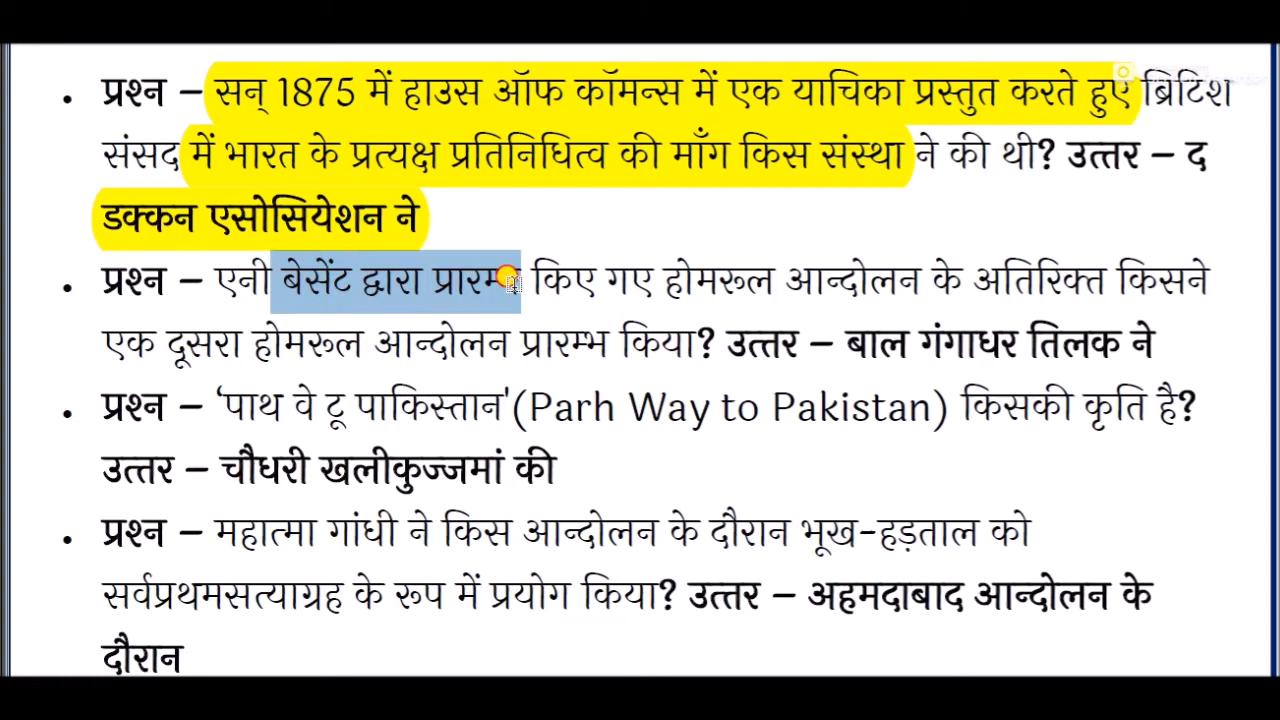 • प्रश्न – सन् 1875 में हाउस ऑफ कॉमन्स में एक याचिका प्रस्तुत करते हुए ब्रिटिश
संसद में भारत के प्रत्यक्ष प्रतिनिधित्व की माँग किस संस्था ने की थी? उत्तर – द
डक्कन एसोसियेशन ने
• प्रश्न – एनी बेसेंट द्वारा प्रारम्भ किए गए होमरूल आन्दोलन के अतिरिक्त किसने
एक दूसरा होमरूल आन्दोलन प्रारम्भ किया? उत्तर – बाल गंगाधर तिलक ने
• प्रश्न – ‘पाथ वे टू पाकिस्तान'(Parh Way to Pakistan) किसकी कृति है?
उत्तर – चौधरी खलीकुज्जमां की
• प्रश्न – महात्मा गांधी ने किस आन्दोलन के दौरान भूख-हड़ताल को
सर्वप्रथमसत्याग्रह के रूप में प्रयोग किया? उत्तर – अहमदाबाद आन्दोलन के
दौरान